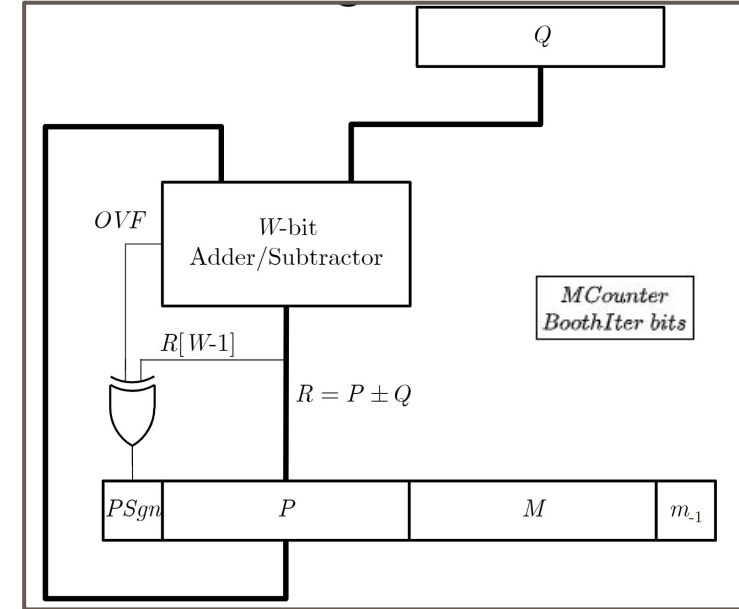 Q
OVF
W-bit
Adder/Subtractor
MCounter
BoothIter bits
R[W-1]
R = P ± Q
PSgn
P
M
m-1